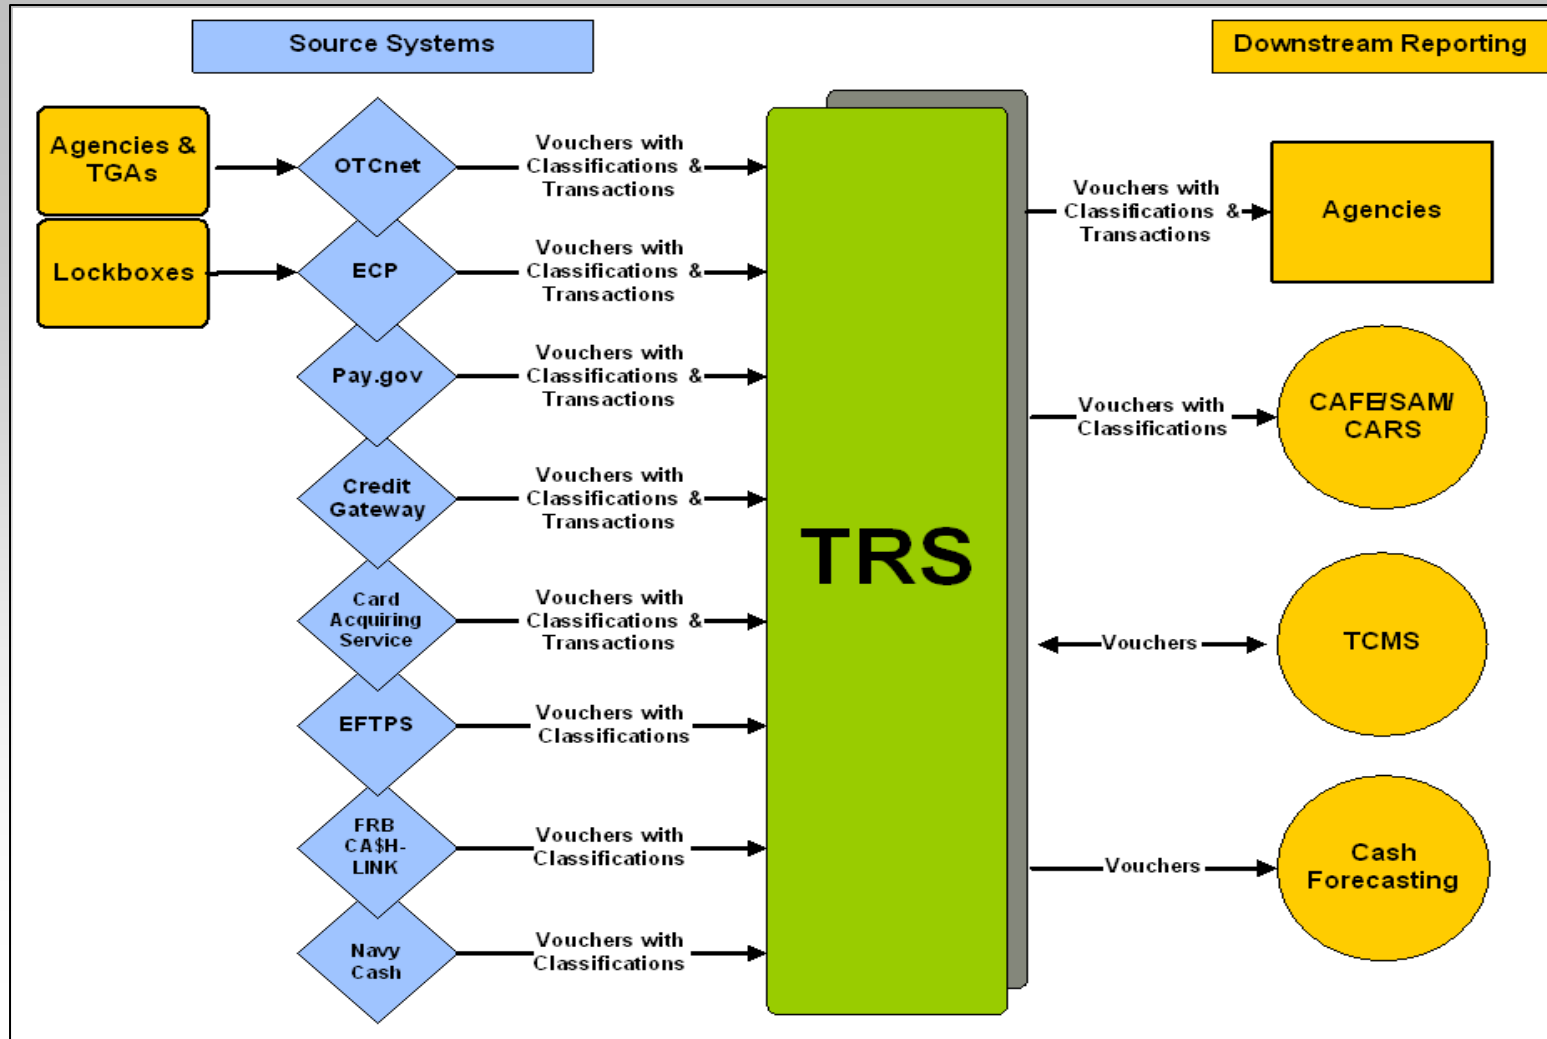 Source Systems
Downstream Reporting
Agencies &
TGAs
OTCnet
Vouchers with
Classifications &
Transactions
Lockboxes
ECP
Vouchers with
Classifications &
Transactions
Pay.gov
Vouchers with
Classifications &
Transactions
Credit
Gateway
Vouchers with
Classifications &
Transactions
Card
Acquiring
Service
Vouchers with
Classifications &
Transactions
EFTPS
Vouchers with
Classifications
FRB
CA$H-
LINK
Vouchers with
Classifications
Navy
Cash
Vouchers with
Classifications
TRS
Vouchers with
Classifications &
Transactions
Agencies
Vouchers with
Classifications
CAFE/SAM/
CARS
Vouchers
TCMS
Vouchers
Cash
Forecasting